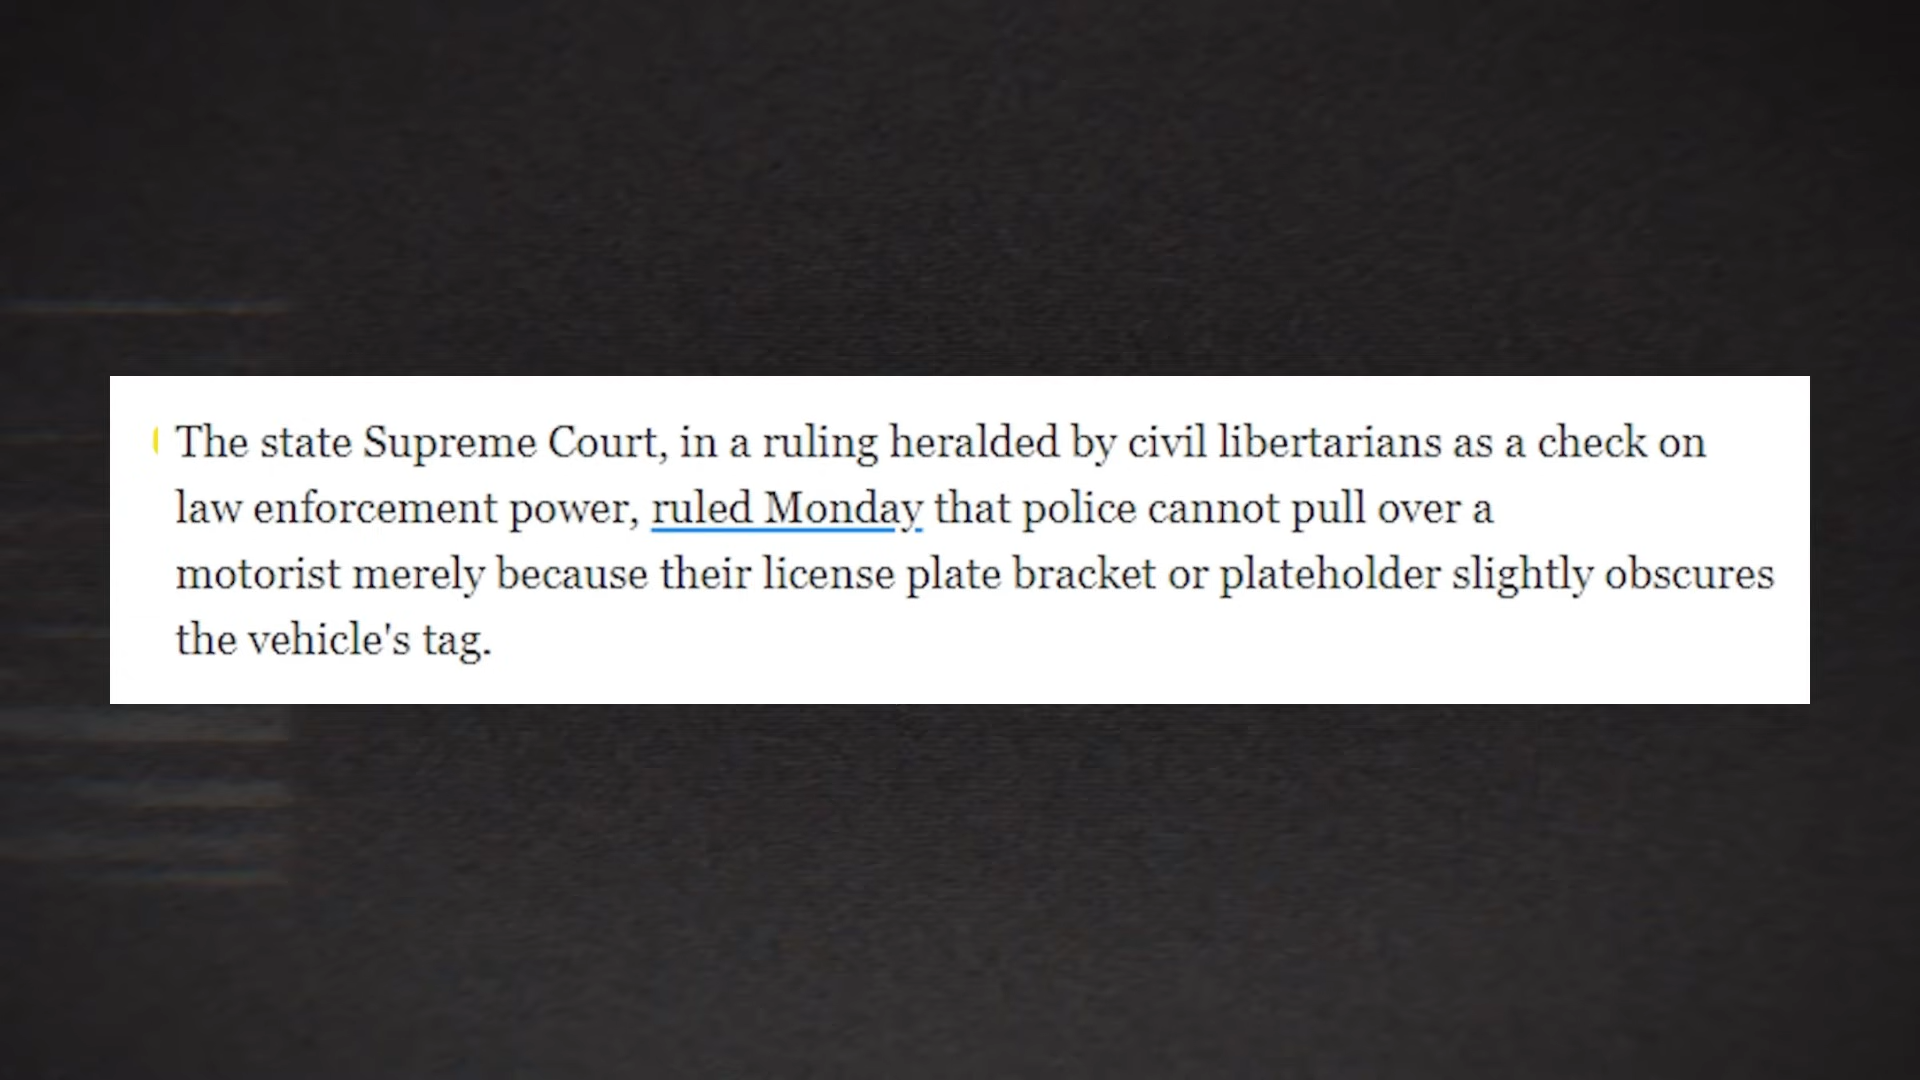 The state Supreme Court, in a ruling heralded by civil libertarians as a check on
law enforcement power, ruled Monday that police cannot pull over a
motorist merely because their license plate bracket or plateholder slightly obscures
the vehicle's tag.